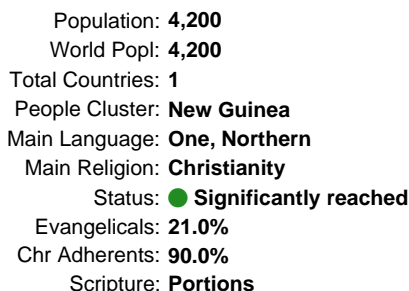 Population: 4,200
World Popl: 4,200
Total Countries: 1
People Cluster: New Guinea
Main Language: One, Northern
Main Religion: Christianity
Status: Significantly reached
Evangelicals: 21.0%
Chr Adherents: 90.0%
Scripture: Portions